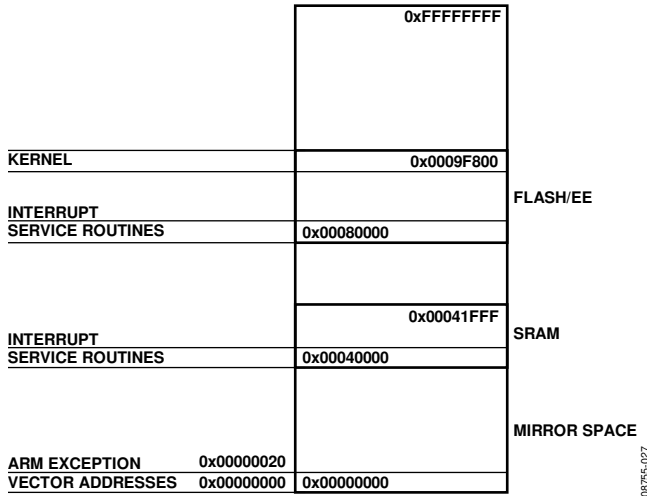 0xFFFFFFFF
KERNEL 0x0009F800
FLASH/EE
INTERRUPT
SERVICE ROUTINES 0x00080000
0x00041FFF
SRAM
INTERRUPT
SERVICE ROUTINES 0x00040000
MIRROR SPACE
ARM EXCEPTION 0x00000020
VECTOR ADDRESSES 0x00000000 0x00000000
08755-027